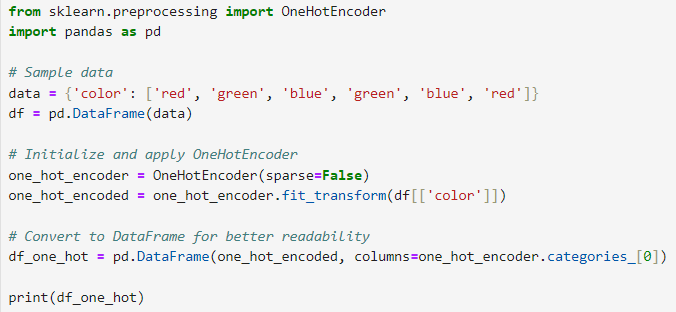 from sklearn.preprocessing import OneHotEncoder
import pandas as pd
# Sample data
data = {'color': ['red', 'green', 'blue', 'green', 'blue', 'red']}
df = pd.DataFrame(data)
# Initialize and apply OneHotEncoder
one_hot_encoder = OneHotEncoder(sparse=False)
one_hot_encoded = one_hot_encoder.fit_transform(df[['color']])
# Convert to DataFrame for better readability
df_one_hot = pd.DataFrame(one_hot_encoded, columns=one_hot_encoder.categories_[0])
print(df_one_hot)